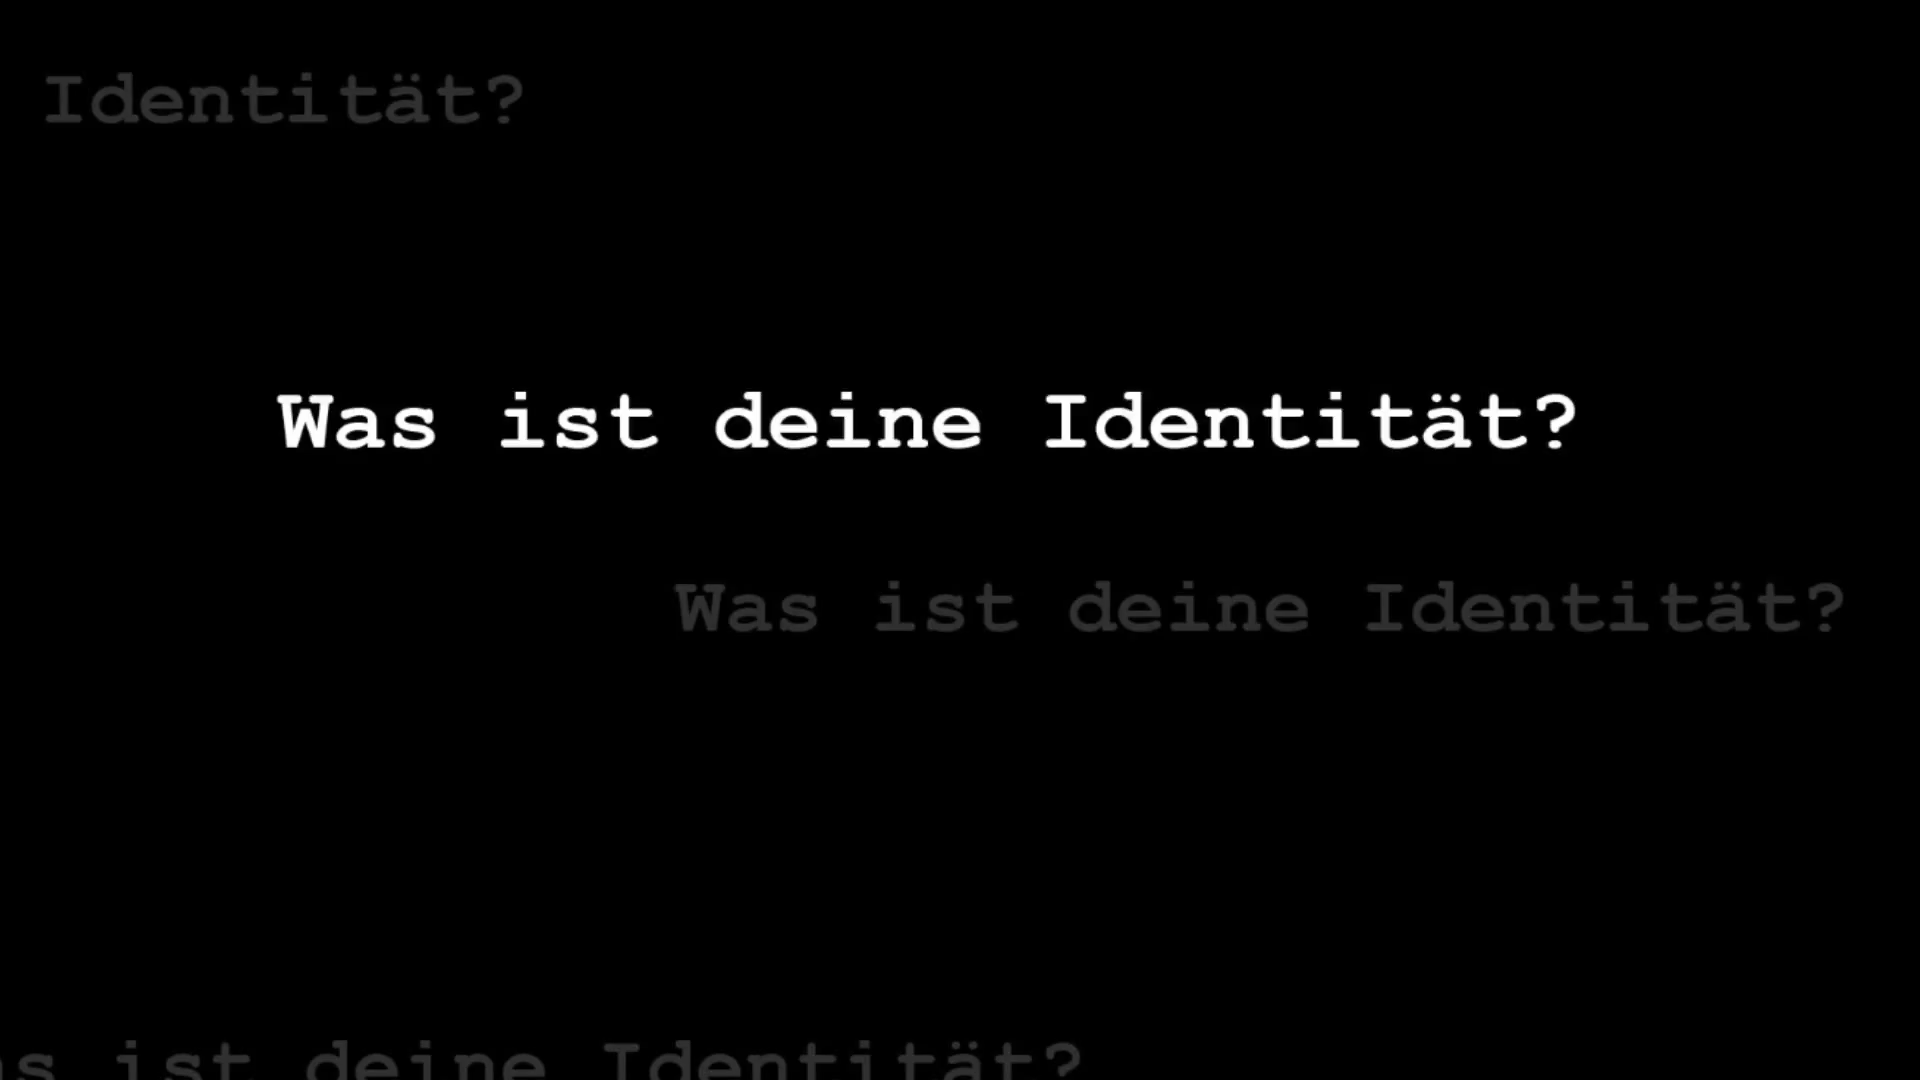 Identität?
Was ist deine Identität?
Was ist deine Identität?
ist deine Identität?